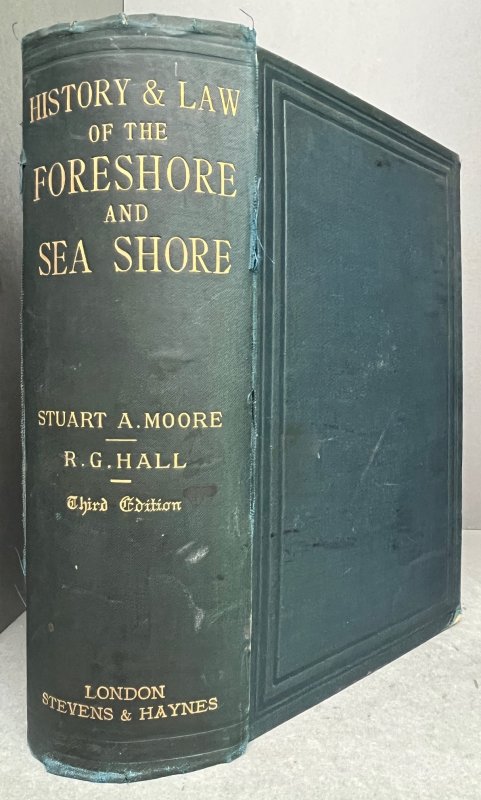 HISTORY & LAW
OF THE
FORESHORE
AND
SEA SHORE
STUART A. MOORE
R. G. HALL
Third Edition
LONDON
STEVENS & HAYNES